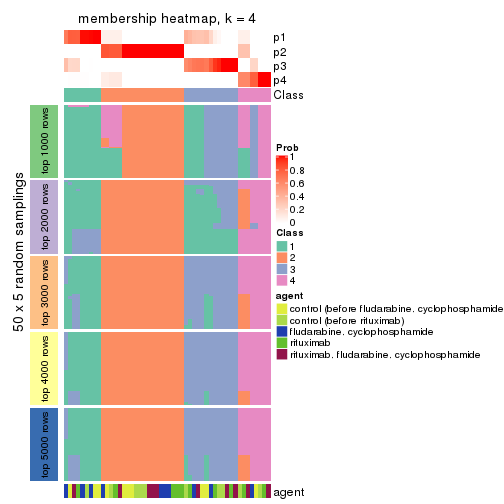 membership heatmap, k = 4
p1
p2
p3
p4
Class
50 x 5 random samplings
top 1000 rows
top 2000 rows
top 3000 rows
top 4000 rows
top 5000 rows
Prob
1
0.8
0.6
0.4
0.2
0
Class
1
2
3
4
agent
control (before fludarabine. cyclophosphamide
control (before rituximab)
fludarabine. cyclophosphamide
rituximab
rituximab. fludarabine. cyclophosphamide
agent